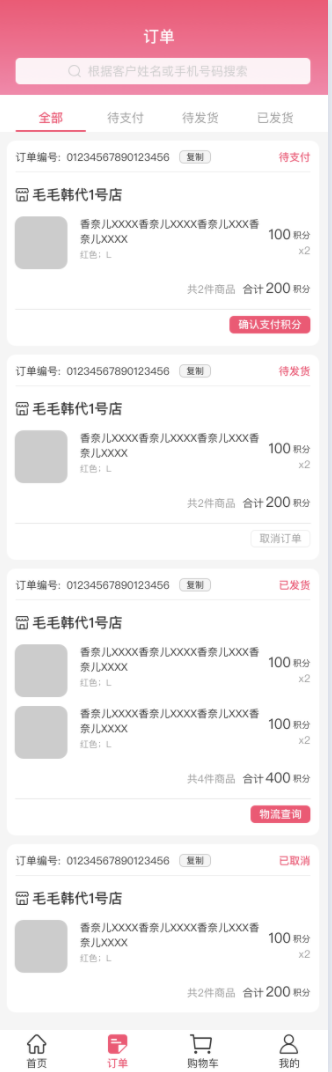 订单
根据客户姓名或手机号码搜索
全部 待支付 待发货 已发货
订单编号: 01234567890123456 复制 待支付
毛毛韩代1号店
香奈儿XXXX香奈儿XXXX香奈儿XXX香 100 积分
奈儿XXXX
红色; L x2
共2件商品 合计 200 积分
确认支付积分
订单编号: 01234567890123456 复制 待发货
毛毛韩代1号店
香奈儿XXXX香奈儿XXXX香奈儿XXX香 100 积分
奈儿XXXX
红色; L x2
共2件商品 合计 200 积分
取消订单
订单编号: 01234567890123456 复制 已发货
毛毛韩代1号店
香奈儿XXXX香奈儿XXXX香奈儿XXX香 100 积分
奈儿XXXX
红色; L x2
香奈儿XXXX香奈儿XXXX香奈儿XXX香 100 积分
奈儿XXXX
红色; L x2
共4件商品 合计 400 积分
物流查询
订单编号: 01234567890123456 复制 已取消
毛毛韩代1号店
香奈儿XXXX香奈儿XXXX香奈儿XXX香 100 积分
奈儿XXXX
红色; L x2
共2件商品 合计 200 积分
首页 订单 购物车 我的